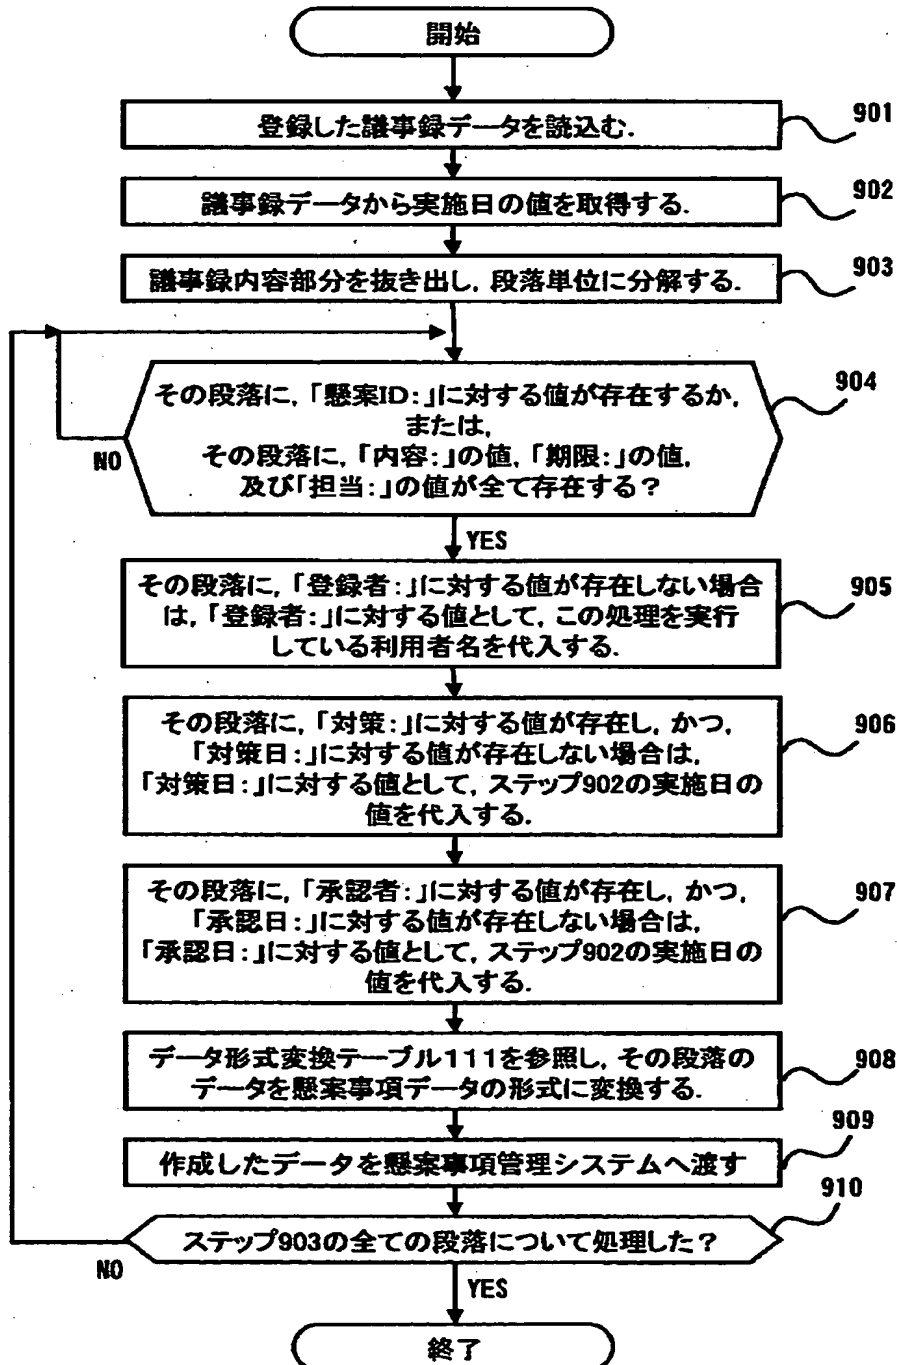 開始
登録した議事録データを読込む.
901
議事録データから実施日の値を取得する.
902
議事録内容部分を抜き出し, 段落単位に分解する.
903
その段落に, 「懸案ID:」に対する値が存在するか,
または,
その段落に, 「内容:」の値, 「期限:」の値,
及び「担当:」の値が全て存在する?
904
NO
YES
その段落に, 「登録者:」に対する値が存在しない場合
は, 「登録者:」に対する値として, この処理を実行
している利用者名を代入する.
905
その段落に, 「対策:」に対する値が存在し, かつ,
「対策日:」に対する値が存在しない場合は,
「対策日:」に対する値として, ステップ902の実施日の
値を代入する.
906
その段落に, 「承認者:」に対する値が存在し, かつ,
「承認日:」に対する値が存在しない場合は,
「承認日:」に対する値として, ステップ902の実施日の
値を代入する.
907
データ形式変換テーブル111を参照し, その段落の
データを懸案事項データの形式に変換する.
908
作成したデータを懸案事項管理システムへ渡す
909
ステップ903の全ての段落について処理した?
910
NO
YES
終了